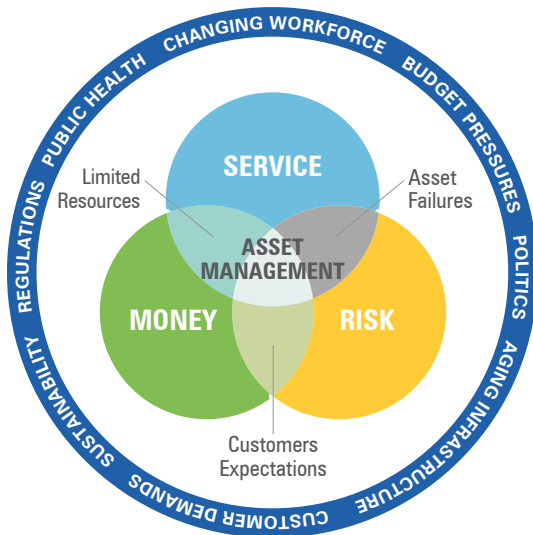 CHANGING WORKFORCE
BUDGET PRESSURES
POLITICS
AGING INFRASTRUCTURE
CUSTOMER DEMANDS
SUSTAINABILITY
REGULATIONS
PUBLIC HEALTH
SERVICE
Limited
Resources
Asset
Failures
ASSET
MANAGEMENT
MONEY
RISK
Customers
Expectations